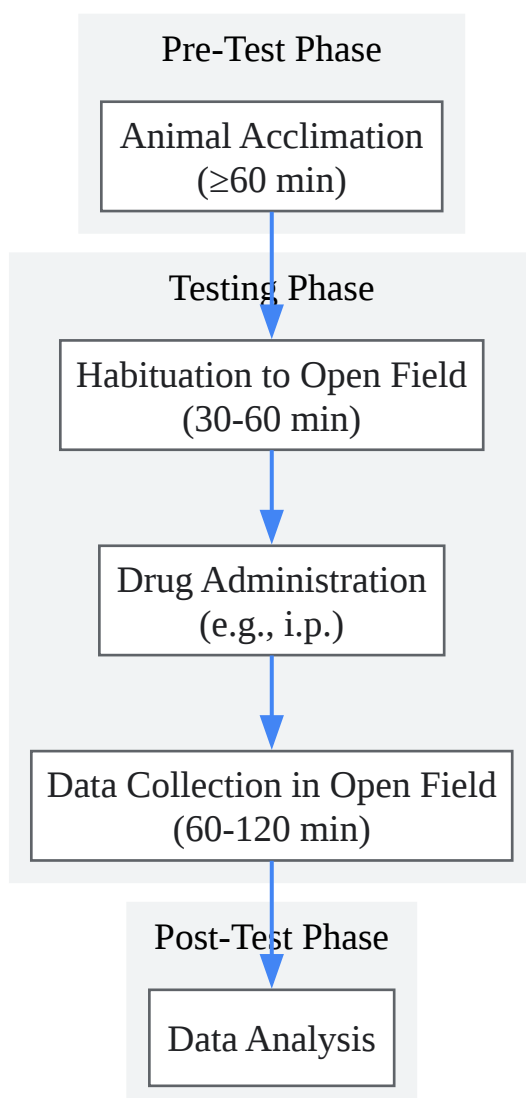 Pre-Test Phase
Animal Acclimation
(≥60 min)
Testing Phase
Habituation to Open Field
(30-60 min)
Drug Administration
(e.g., i.p.)
Data Collection in Open Field
(60-120 min)
Post-Test Phase
Data Analysis